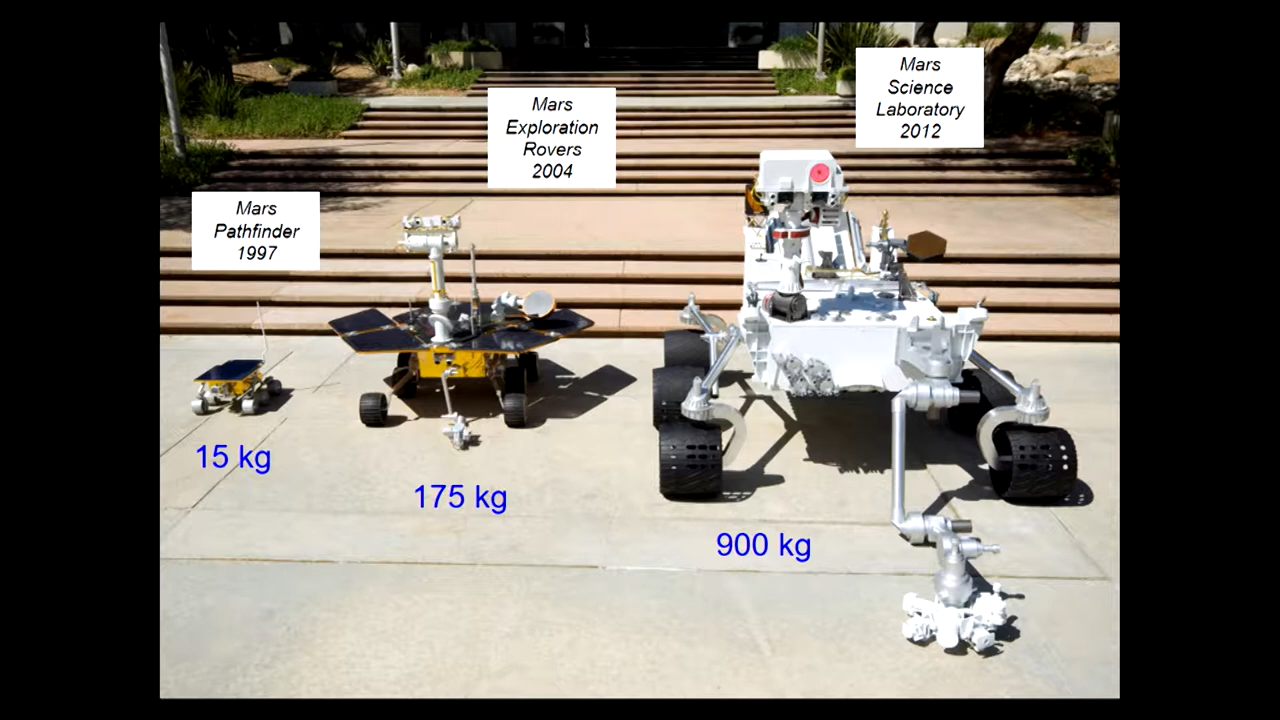 Mars
Pathfinder
1997
Mars
Exploration
Rovers
2004
Mars
Science
Laboratory
2012
15 kg
175 kg
900 kg